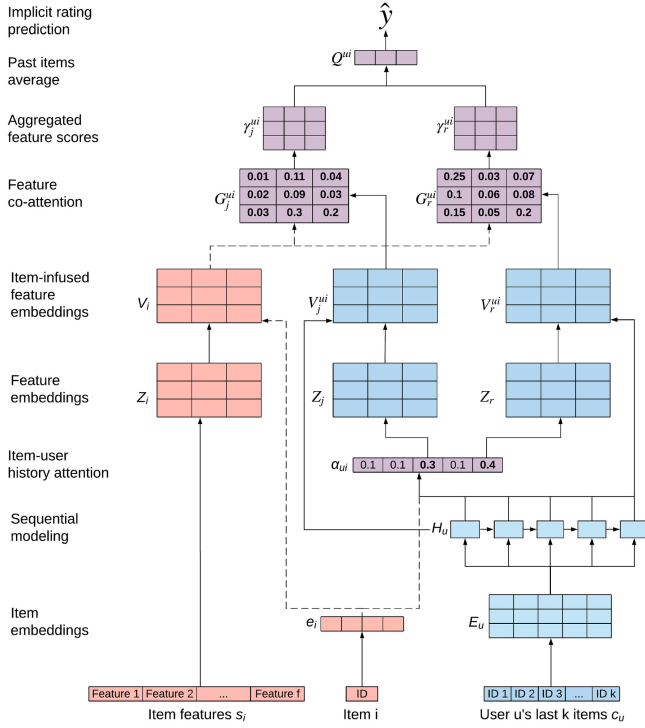 Implicit rating
prediction
ŷ
Past items
average
Q^{ui}
Aggregated
feature scores
γ_j^{ui}
γ_r^{ui}
Feature
co-attention
G_j^{ui}
0.01 0.11 0.04
0.02 0.09 0.03
0.03 0.3 0.2
G_r^{ui}
0.25 0.03 0.07
0.1 0.06 0.08
0.15 0.05 0.2
Item-infused
feature
embeddings
V_i
V_j^{ui}
V_r^{ui}
Feature
embeddings
Z_i
Z_j
Z_r
Item-user
history attention
α_{ui}
0.1 0.1 0.3 0.1 0.4
Sequential
modeling
H_u
Item
embeddings
e_i
E_u
Feature 1 Feature 2 ... Feature f
ID
ID 1 ID 2 ID 3 ... ID k
Item features s_i
Item i
User u's last k items c_u